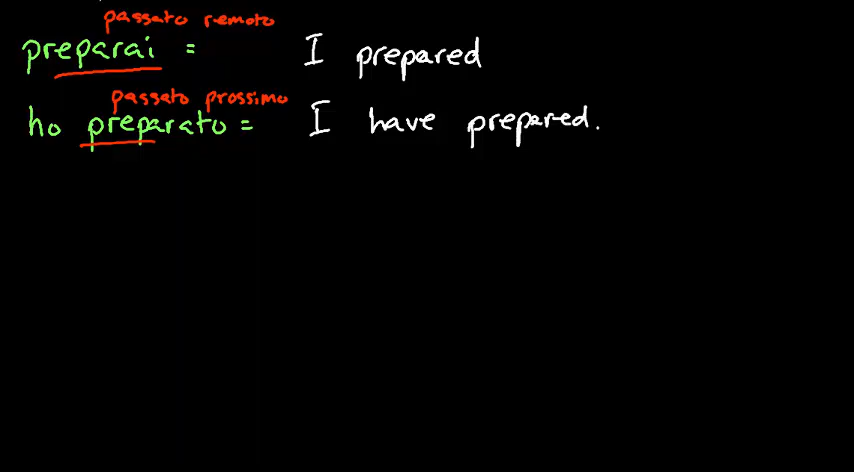 passato remoto
preparai = I prepared
passato prossimo
ho preparato = I have prepared.